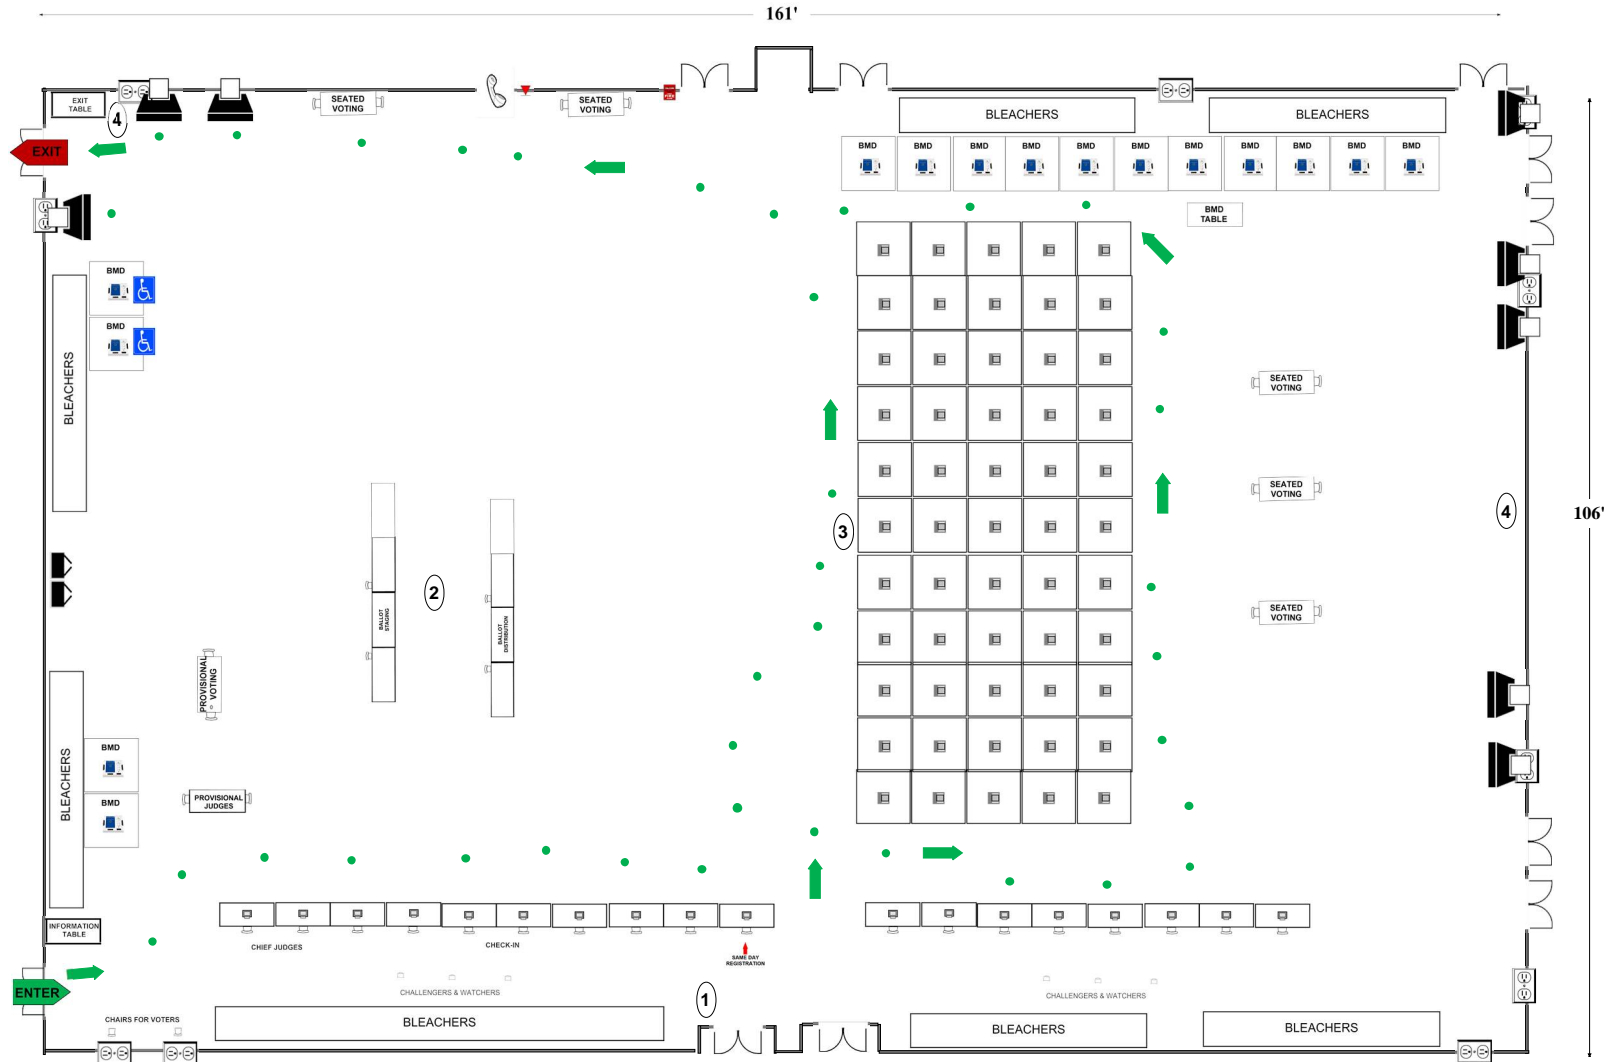 161'
EXIT
TABLE
4
SEATED
VOTING
SEATED
VOTING
BLEACHERS
BLEACHERS
EXIT
BMD
BMD
BMD
BMD
BMD
BMD
BMD
BMD
BMD
BMD
BMD
BMD
TABLE
BMD
BMD
BLEACHERS
SEATED
VOTING
SEATED
VOTING
4
106'
3
2
BALLOT
STAGING
BALLOT
DISTRIBUTION
SEATED
VOTING
PROVISIONAL
VOTING
BLEACHERS
BMD
BMD
PROVISIONAL
JUDGES
INFORMATION
TABLE
CHIEF JUDGES
CHECK-IN
SAME DAY
REGISTRATION
ENTER
CHALLENGERS & WATCHERS
CHALLENGERS & WATCHERS
1
CHAIRS FOR VOTERS
BLEACHERS
BLEACHERS
BLEACHERS